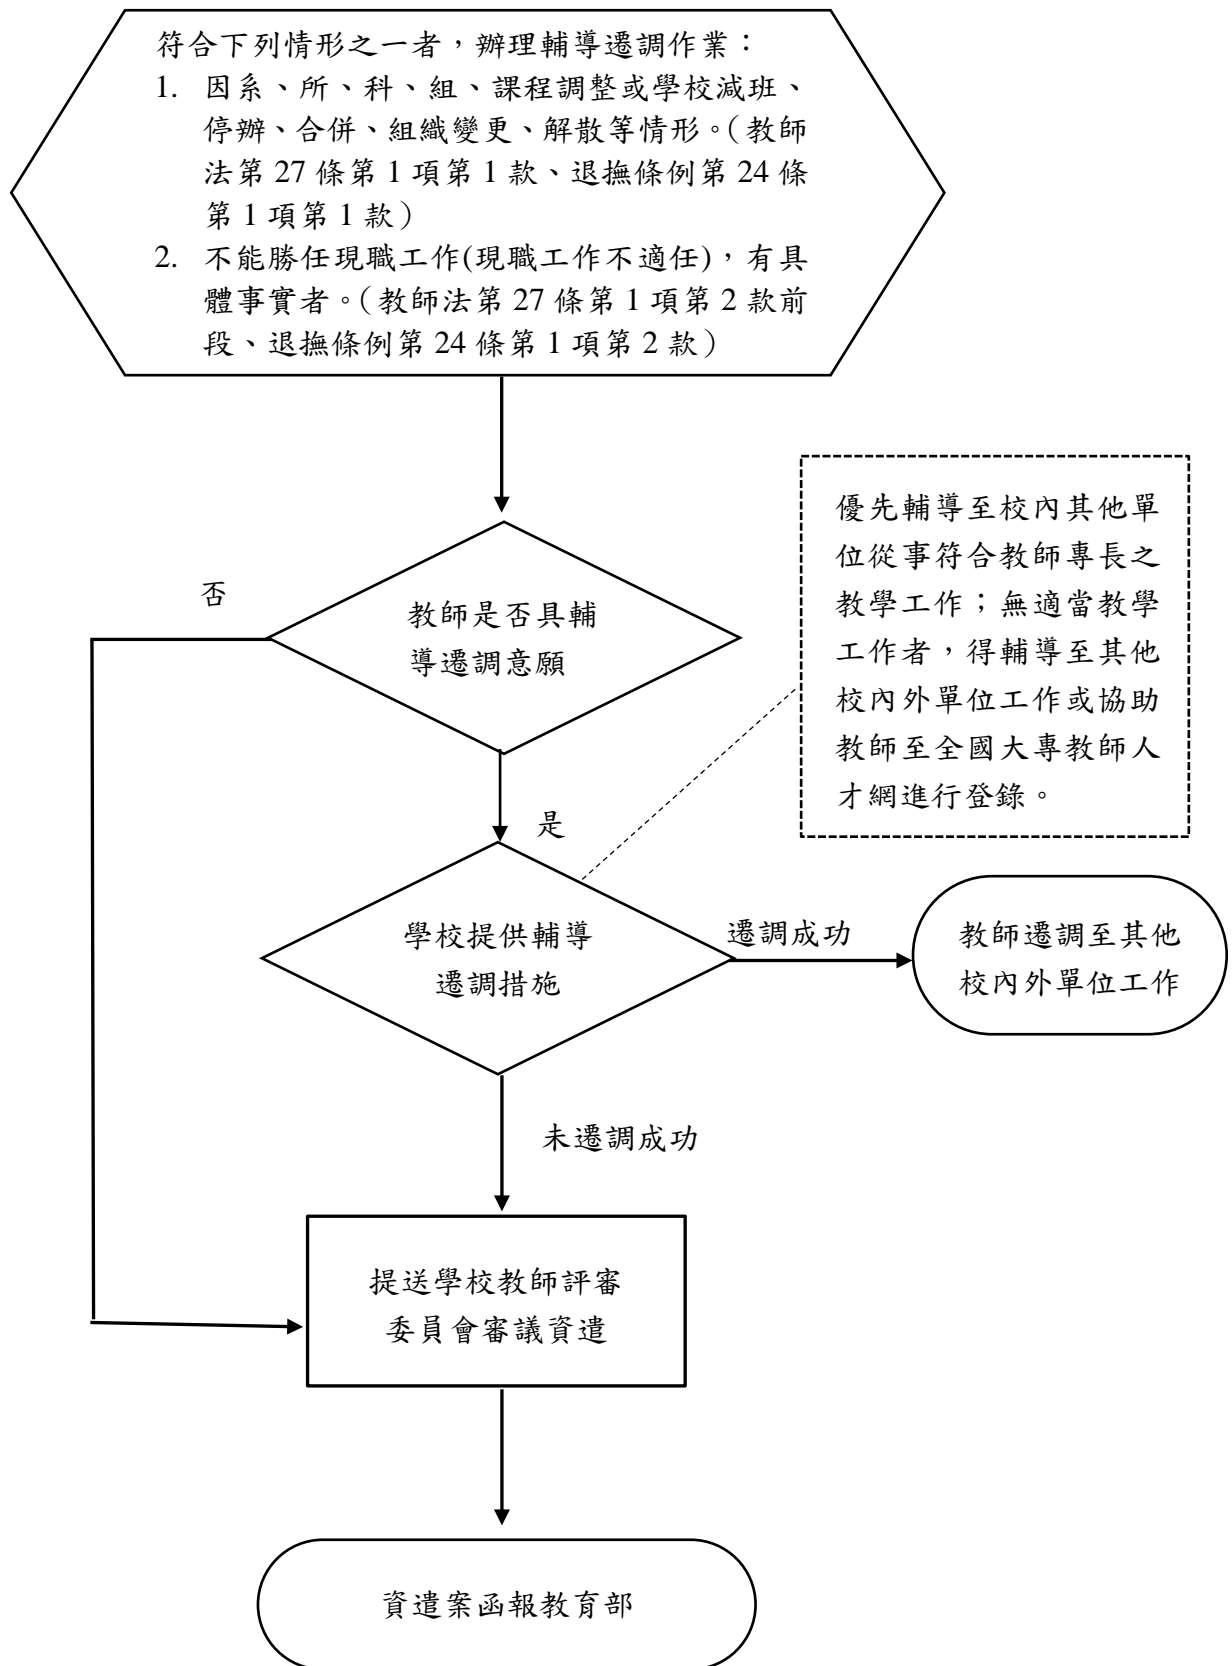 符合下列情形之一者，辦理輔導遷調作業：
1. 因系、所、科、組、課程調整或學校減班、
停辦、合併、組織變更、解散等情形。（教師
法第 27 條第 1 項第 1 款、退撫條例第 24 條
第 1 項第 1 款）
2. 不能勝任現職工作(現職工作不適任)，有具
體事實者。（教師法第 27 條第 1 項第 2 款前
段、退撫條例第 24 條第 1 項第 2 款）
優先輔導至校內其他單
位從事符合教師專長之
教學工作；無適當教學
工作者，得輔導至其他
校內外單位工作或協助
教師至全國大專教師人
才網進行登錄。
否
教師是否具輔
導遷調意願
是
學校提供輔導
遷調措施
遷調成功
教師遷調至其他
校內外單位工作
未遷調成功
提送學校教師評審
委員會審議資遣
資遣案函報教育部